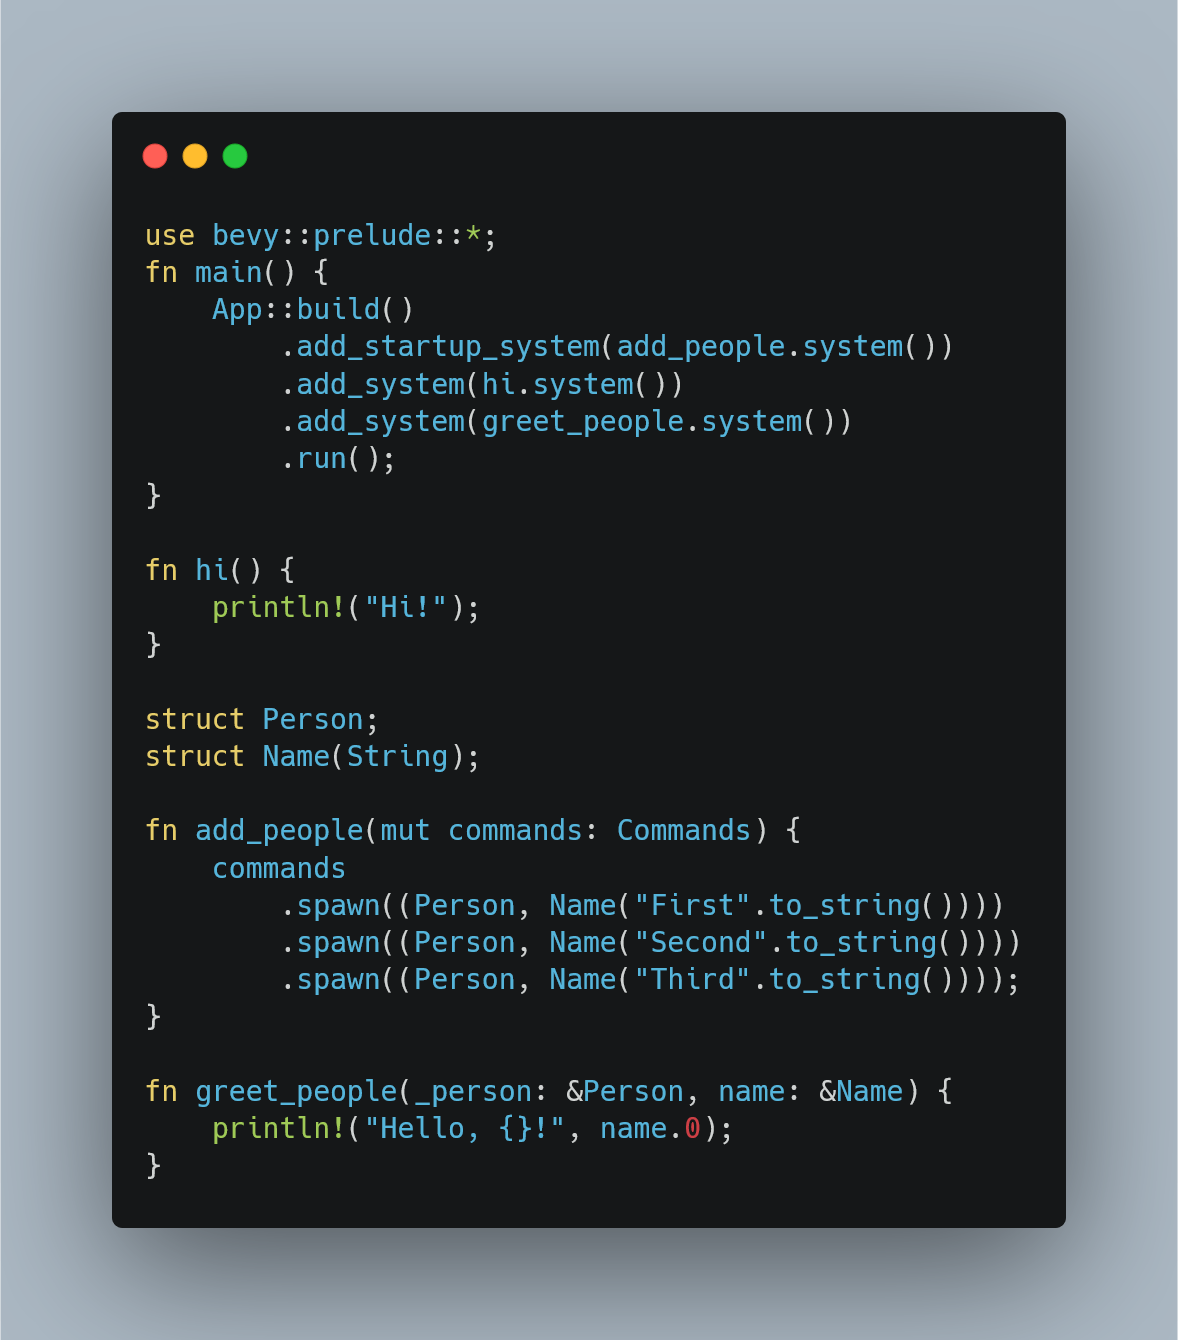 use bevy::prelude::*;
fn main() {
    App::build()
        .add_startup_system(add_people.system())
        .add_system(hi.system())
        .add_system(greet_people.system())
        .run();
}

fn hi() {
    println!("Hi!");
}

struct Person;
struct Name(String);

fn add_people(mut commands: Commands) {
    commands
        .spawn((Person, Name("First".to_string())))
        .spawn((Person, Name("Second".to_string())))
        .spawn((Person, Name("Third".to_string())));
}

fn greet_people(_person: &Person, name: &Name) {
    println!("Hello, {}!", name.0);
}